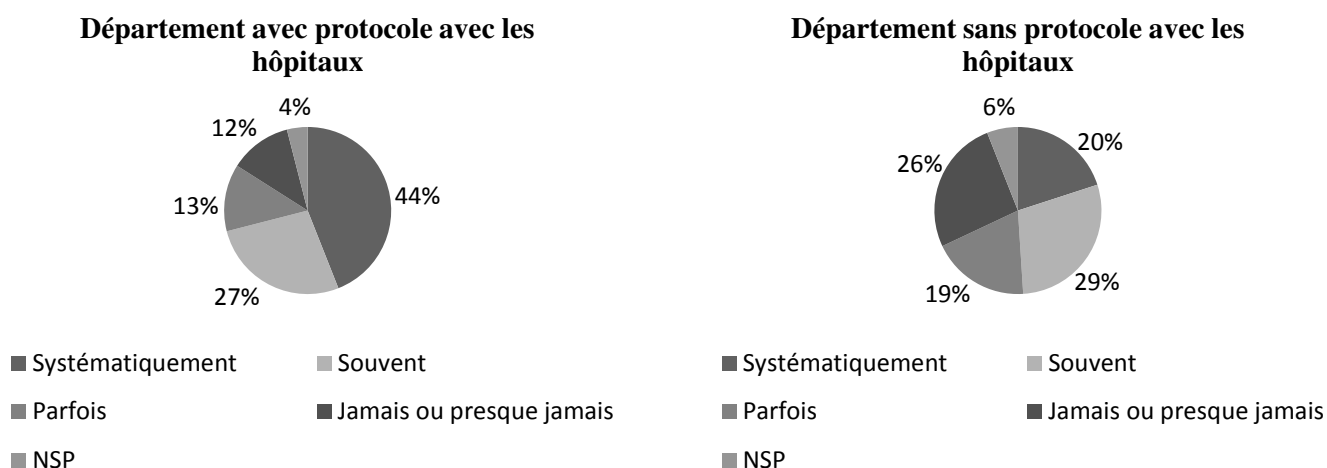 Département avec protocole avec les
hôpitaux
4%
12%
13%
44%
27%
Systématiquement
Souvent
Parfois
Jamais ou presque jamais
NSP
Département sans protocole avec les
hôpitaux
6%
20%
26%
19%
29%
Systématiquement
Souvent
Parfois
Jamais ou presque jamais
NSP